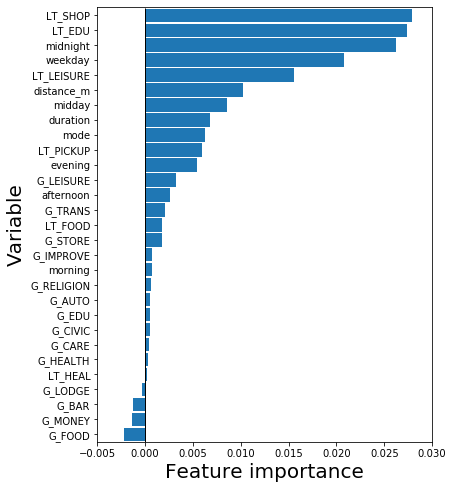 LT_SHOP
LT_EDU
midnight
weekday
LT_LEISURE
distance_m
midday
duration
mode
LT_PICKUP
evening
G_LEISURE
afternoon
G_TRANS
LT_FOOD
G_STORE
G_IMPROVE
morning
G_RELIGION
G_AUTO
G_EDU
G_CIVIC
G_CARE
G_HEALTH
LT_HEAL
G_LODGE
G_BAR
G_MONEY
G_FOOD
Variable
−0.005 0.000 0.005 0.010 0.015 0.020 0.025 0.030
Feature importance